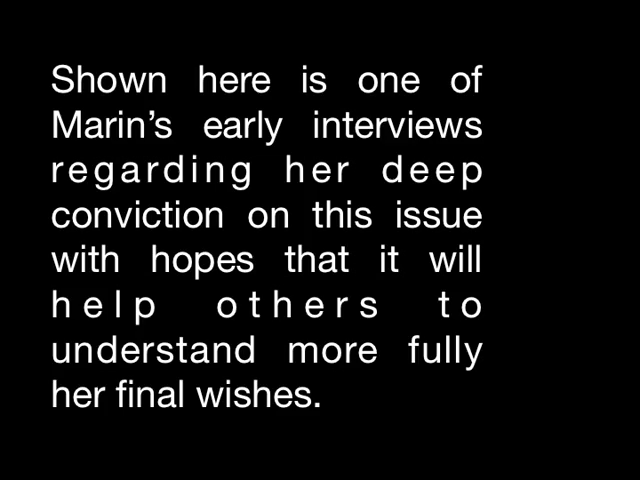 Shown here is one of
Marin’s early interviews
regarding her deep
conviction on this issue
with hopes that it will
help others to
understand more fully
her final wishes.